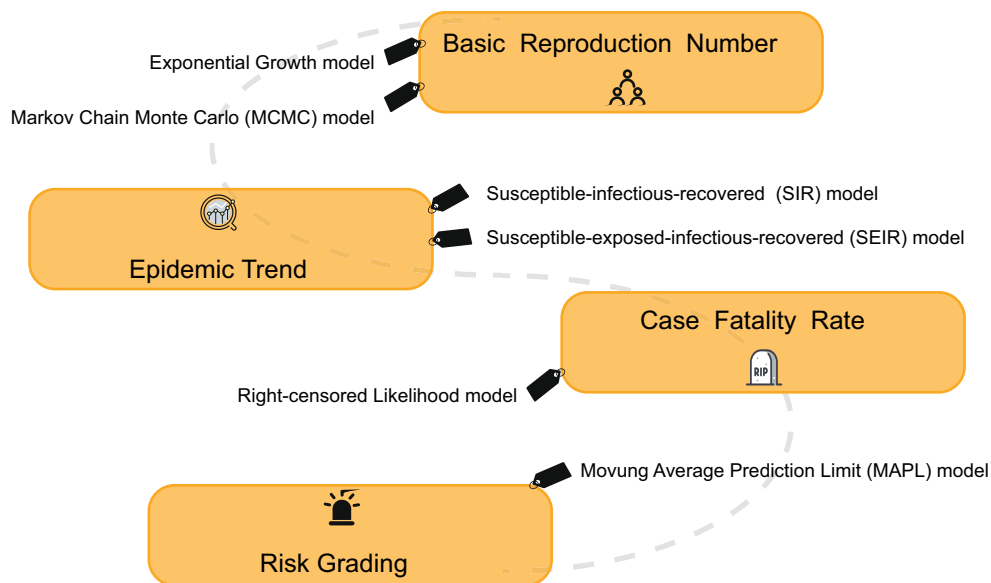 Basic Reproduction Number
Exponential Growth model
Markov Chain Monte Carlo (MCMC) model
Susceptible-infectious-recovered (SIR) model
Susceptible-exposed-infectious-recovered (SEIR) model
Epidemic Trend
Case Fatality Rate
RIP
Right-censored Likelihood model
Movung Average Prediction Limit (MAPL) model
Risk Grading